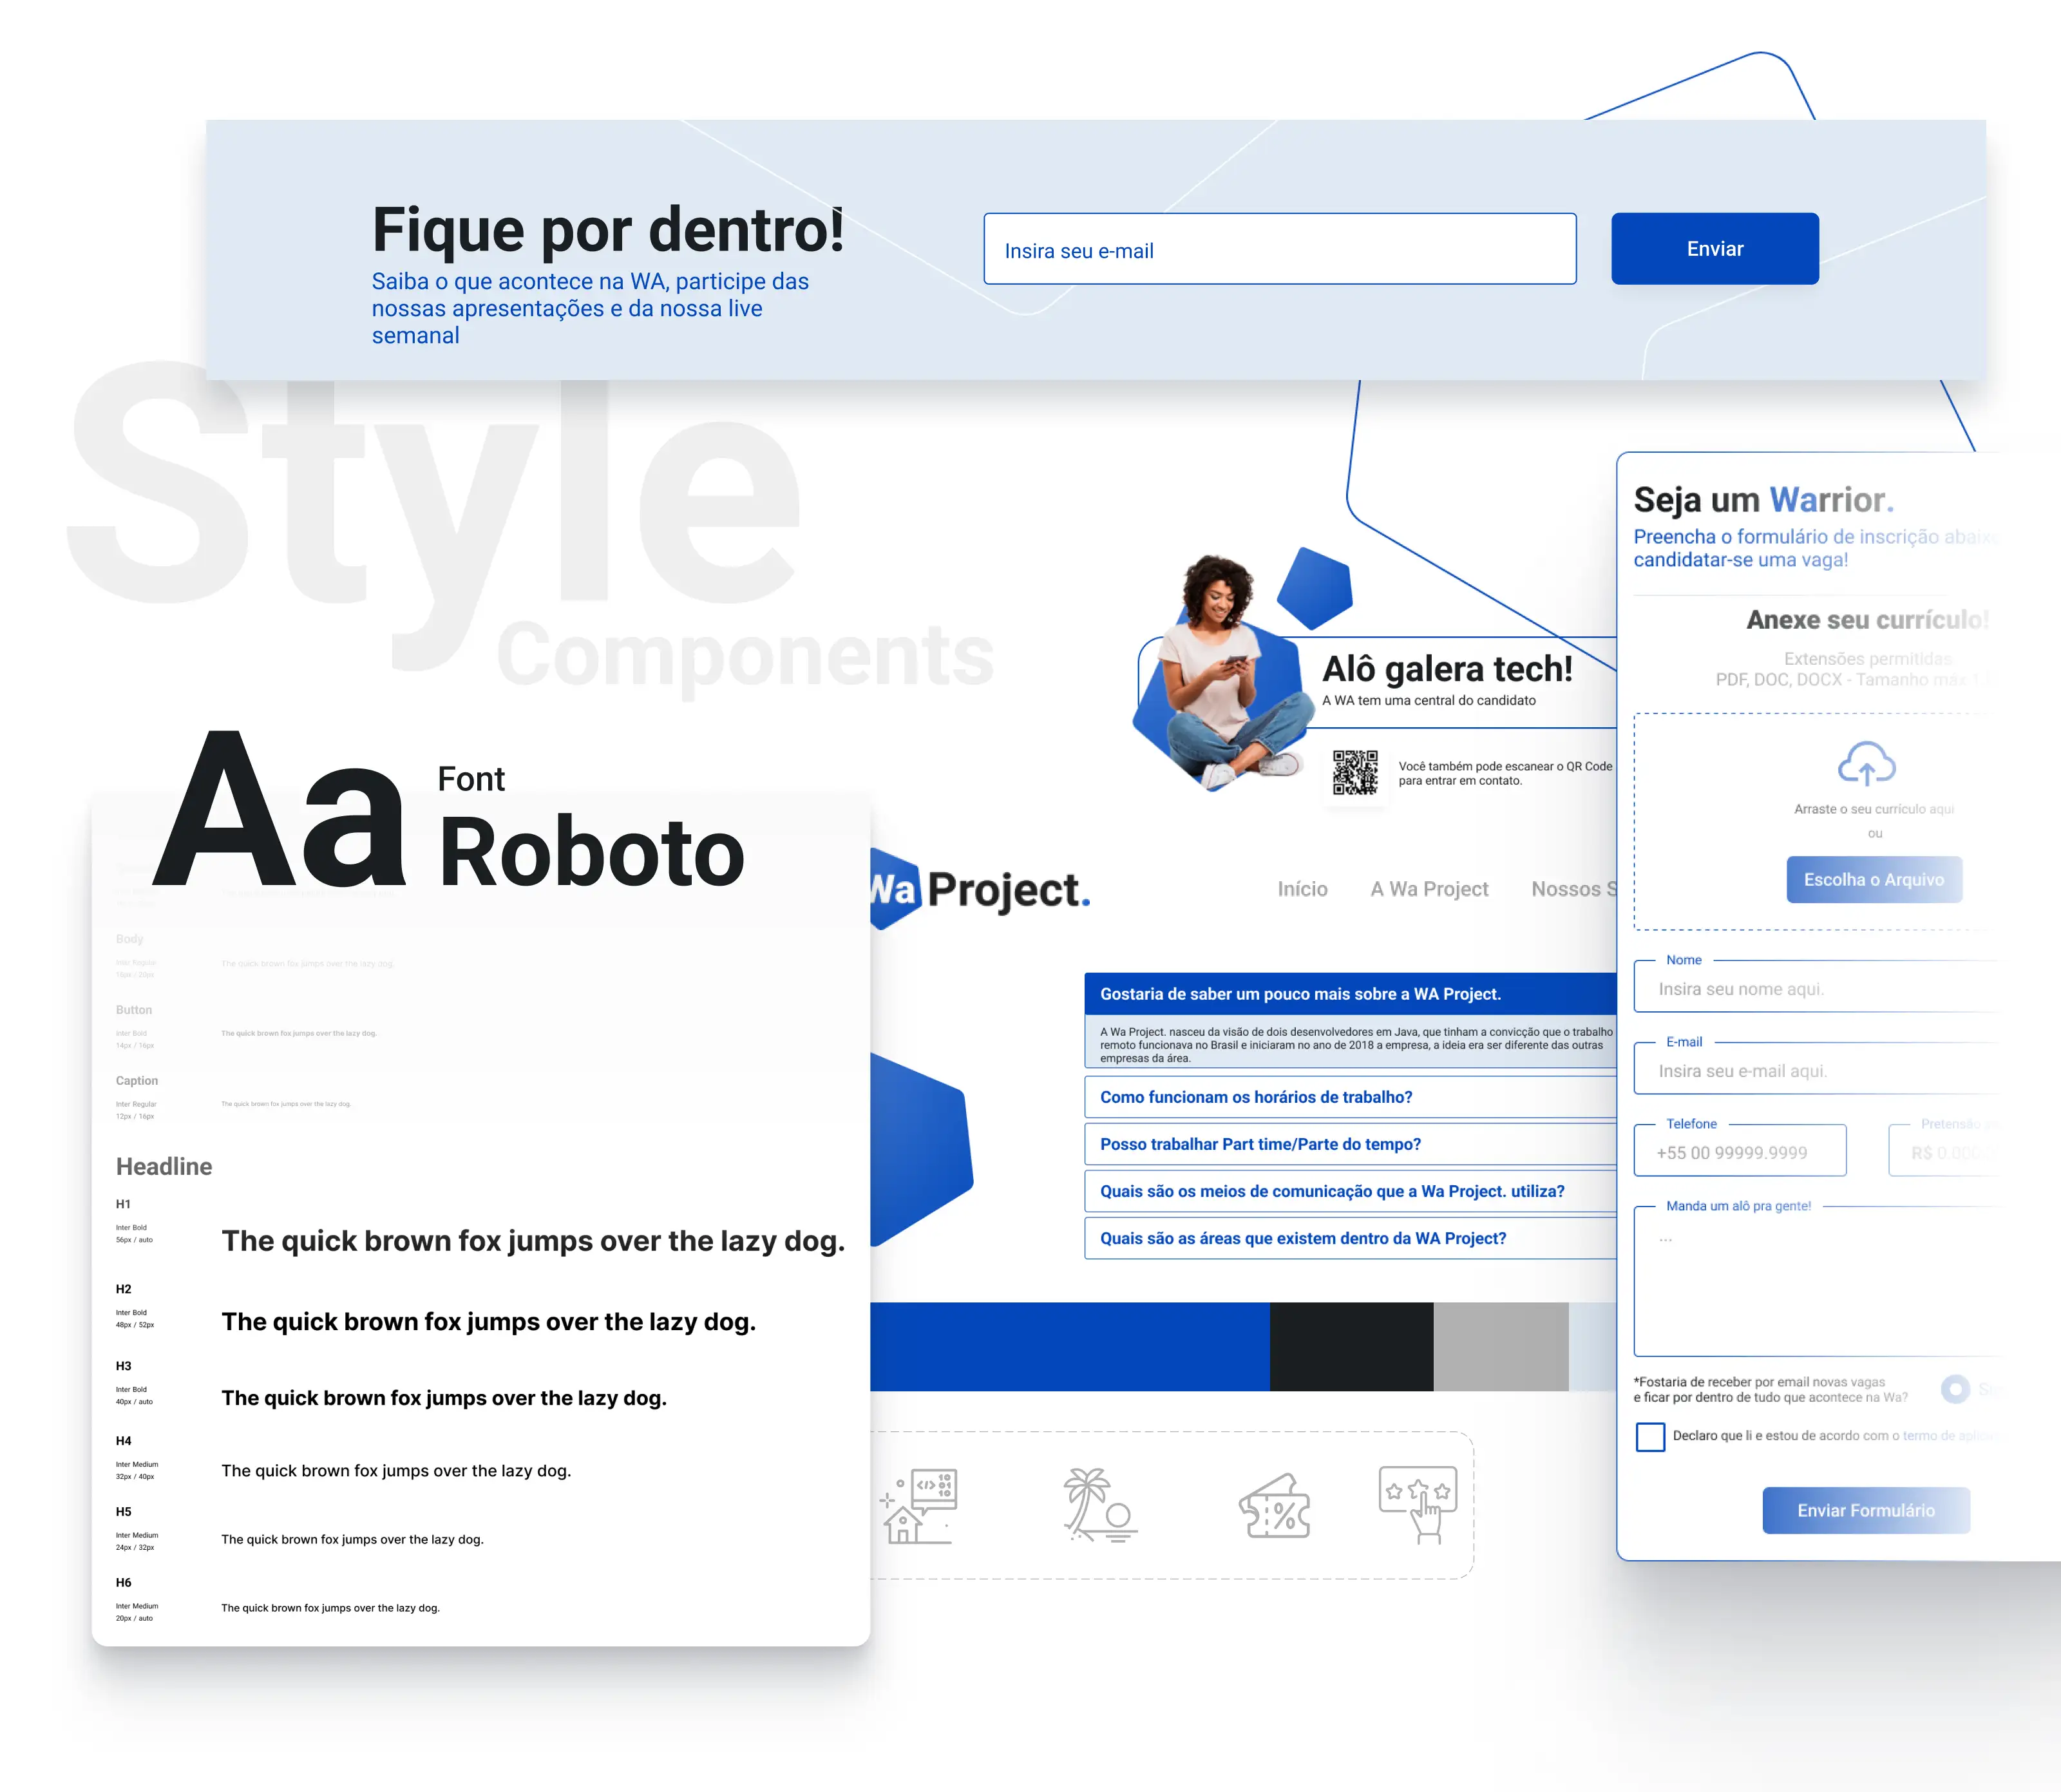 Fique por dentro!
Saiba o que acontece na WA, participe das
nossas apresentações e da nossa live
semanal
Insira seu e-mail
Enviar
Style
Components
Aa
Font
Roboto
Body
Inter Regular
16px / 20px
The quick brown fox jumps over the lazy dog.
Button
Inter Bold
14px / 16px
The quick brown fox jumps over the lazy dog.
Caption
Inter Regular
12px / 16px
The quick brown fox jumps over the lazy dog.
Headline
H1
Inter Bold
56px / auto
The quick brown fox jumps over the lazy dog.
H2
Inter Bold
48px / 52px
The quick brown fox jumps over the lazy dog.
H3
Inter Bold
40px / auto
The quick brown fox jumps over the lazy dog.
H4
Inter Medium
32px / 40px
The quick brown fox jumps over the lazy dog.
H5
Inter Medium
24px / 32px
The quick brown fox jumps over the lazy dog.
H6
Inter Medium
20px / auto
The quick brown fox jumps over the lazy dog.
Alô galera tech!
A WA tem uma central do candidato
Você também pode escanear o QR Code
para entrar em contato.
Wa Project.
Início
A Wa Project
Nossos S
Gostaria de saber um pouco mais sobre a WA Project.
A Wa Project. nasceu da visão de dois desenvolvedores em Java, que tinham a convicção que o trabalho
remoto funcionava no Brasil e iniciaram no ano de 2018 a empresa, a ideia era ser diferente das outras
empresas da área.
Como funcionam os horários de trabalho?
Posso trabalhar Part time/Parte do tempo?
Quais são os meios de comunicação que a Wa Project. utiliza?
Quais são as áreas que existem dentro da WA Project?
</> 10
01
10
%
Seja um Warrior.
Preencha o formulário de inscrição abaixo
candidatar-se uma vaga!
Anexe seu currículo!
Extensões permitidas
PDF, DOC, DOCX - Tamanho max
Arraste o seu currículo aqui
ou
Escolha o Arquivo
Nome
Insira seu nome aqui.
E-mail
Insira seu e-mail aqui.
Telefone
+55 00 99999.9999
Pretensão
R$ 0.000
Manda um alô pra gente!
...
*Fostaria de receber por email novas vagas
e ficar por dentro de tudo que acontece na Wa?
Declaro que li e estou de acordo com o termo de
Enviar Formulário